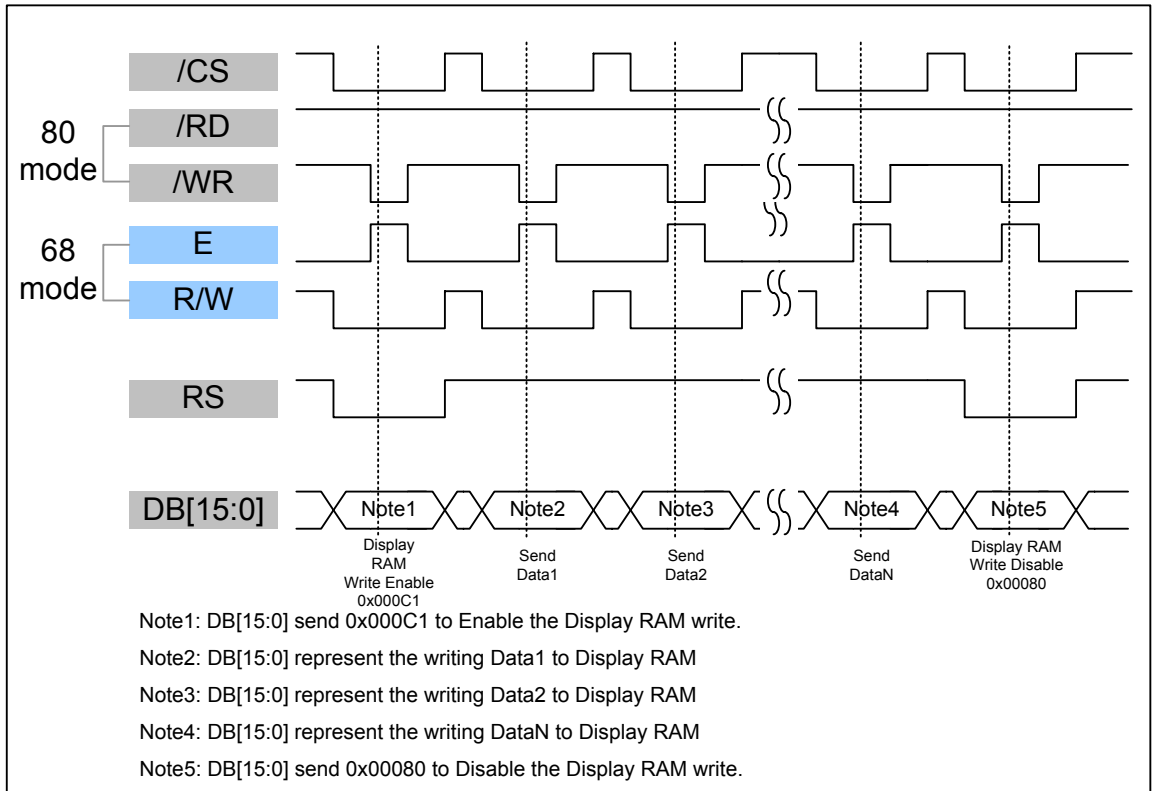 /CS
80
mode
/RD
/WR
68
mode
E
R/W
RS
DB[15:0]
Note1
Note2
Note3
Note4
Note5
Display
RAM
Write Enable
0x000C1
Send
Data1
Send
Data2
Send
DataN
Display RAM
Write Disable
0x00080
Note1: DB[15:0] send 0x000C1 to Enable the Display RAM write.
Note2: DB[15:0] represent the writing Data1 to Display RAM
Note3: DB[15:0] represent the writing Data2 to Display RAM
Note4: DB[15:0] represent the writing DataN to Display RAM
Note5: DB[15:0] send 0x00080 to Disable the Display RAM write.